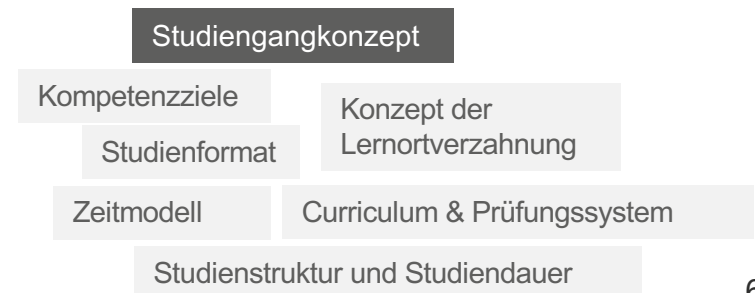 Studiengangkonzept
Kompetenzziele
Konzept der
Lernortverzahnung
Studienformat
Zeitmodell
Curriculum & Prüfungssystem
Studienstruktur und Studiendauer